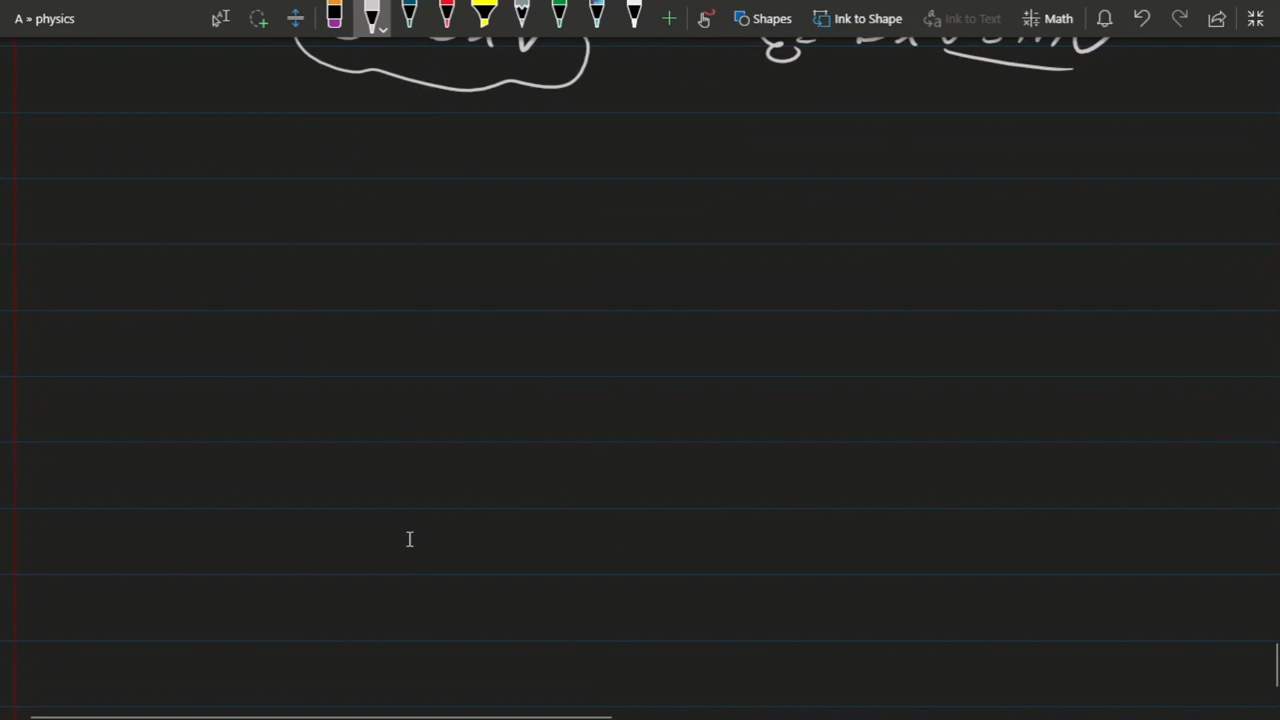 A » physics
Shapes
Ink to Shape
Ink to Text
Math